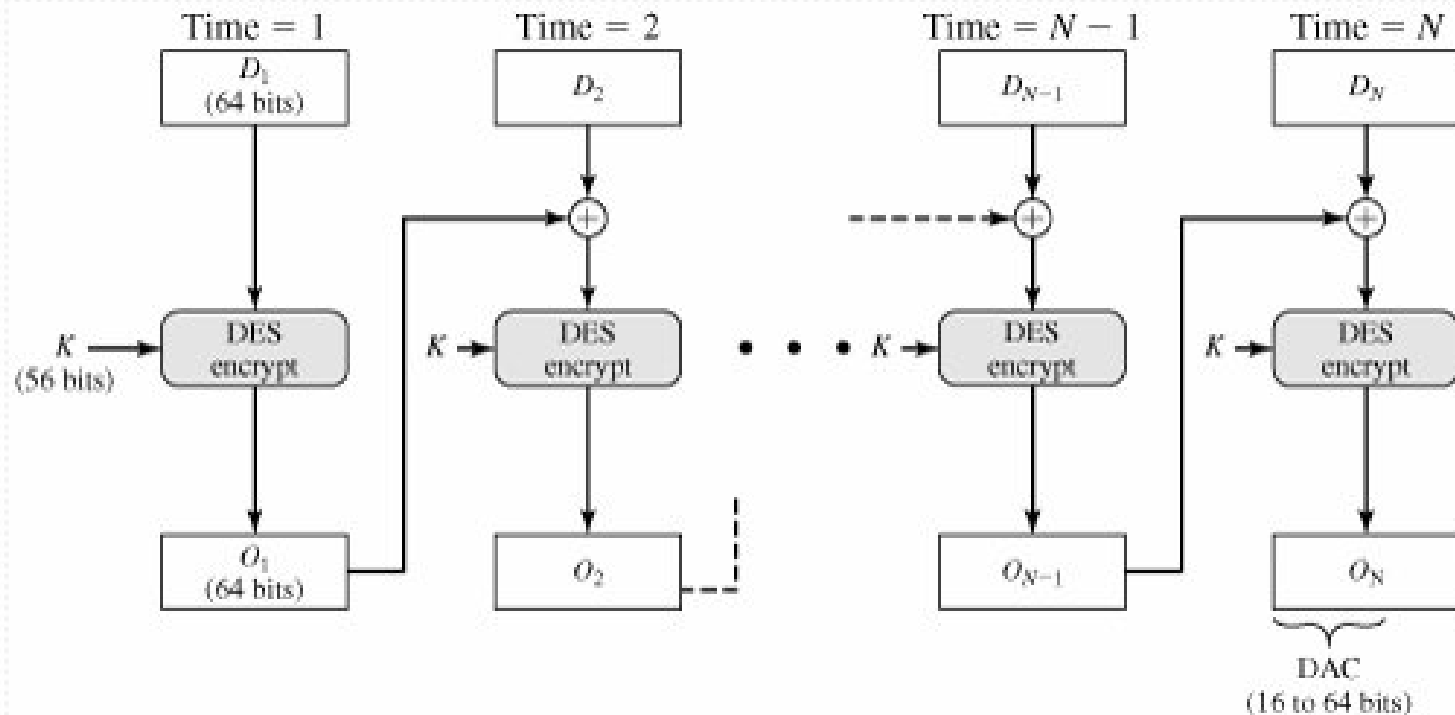 Time = 1
Time = 2
Time = N − 1
Time = N
D₁
(64 bits)
D₂
Dₙ₋₁
Dₙ
+
+
+
K
(56 bits)
DES
encrypt
K
DES
encrypt
• • •
K
DES
encrypt
K
DES
encrypt
O₁
(64 bits)
O₂
Oₙ₋₁
Oₙ
DAC
(16 to 64 bits)